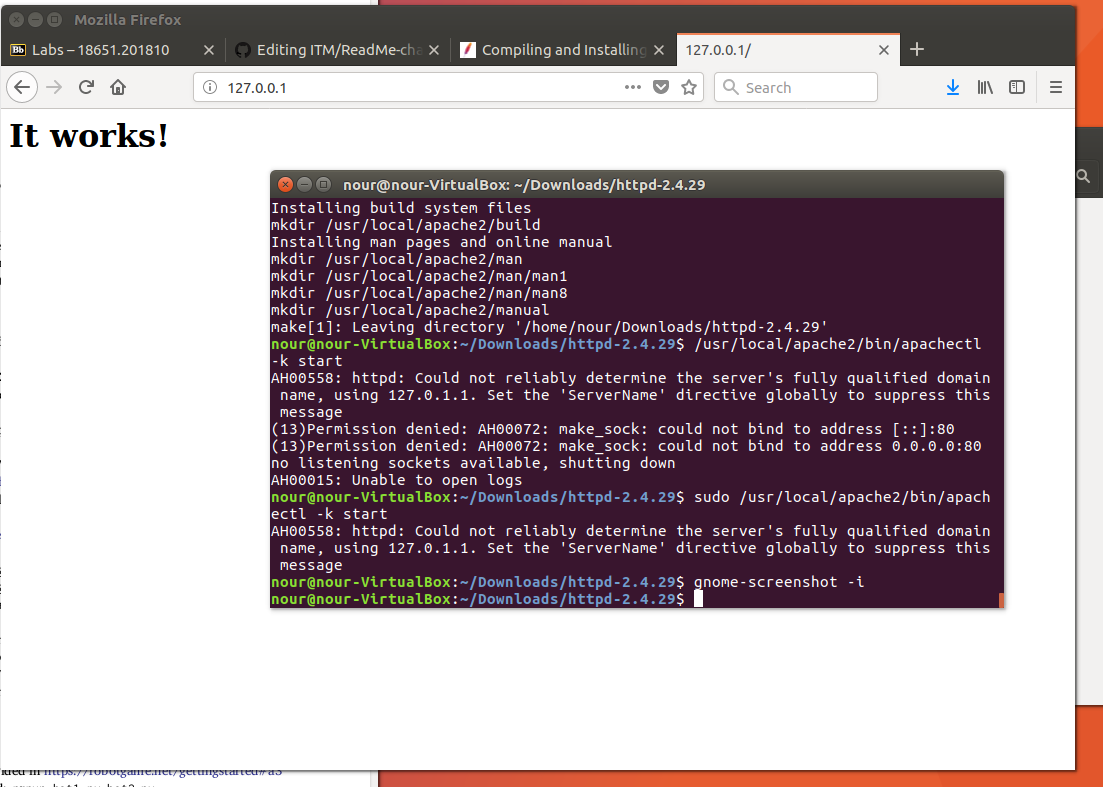 Mozilla Firefox
Bb Labs – 18651.201810
Editing ITM/ReadMe-cha
Compiling and Installing
127.0.0.1/
127.0.0.1
Search
It works!
nour@nour-VirtualBox: ~/Downloads/httpd-2.4.29
Installing build system files
mkdir /usr/local/apache2/build
Installing man pages and online manual
mkdir /usr/local/apache2/man
mkdir /usr/local/apache2/man/man1
mkdir /usr/local/apache2/man/man8
mkdir /usr/local/apache2/manual
make[1]: Leaving directory '/home/nour/Downloads/httpd-2.4.29'
nour@nour-VirtualBox:~/Downloads/httpd-2.4.29$ /usr/local/apache2/bin/apachectl
-k start
AH00558: httpd: Could not reliably determine the server's fully qualified domain
name, using 127.0.1.1. Set the 'ServerName' directive globally to suppress this
message
(13)Permission denied: AH00072: make_sock: could not bind to address [::]:80
(13)Permission denied: AH00072: make_sock: could not bind to address 0.0.0.0:80
no listening sockets available, shutting down
AH00015: Unable to open logs
nour@nour-VirtualBox:~/Downloads/httpd-2.4.29$ sudo /usr/local/apache2/bin/apach
ectl -k start
AH00558: httpd: Could not reliably determine the server's fully qualified domain
name, using 127.0.1.1. Set the 'ServerName' directive globally to suppress this
message
nour@nour-VirtualBox:~/Downloads/httpd-2.4.29$ gnome-screenshot -i
nour@nour-VirtualBox:~/Downloads/httpd-2.4.29$
in